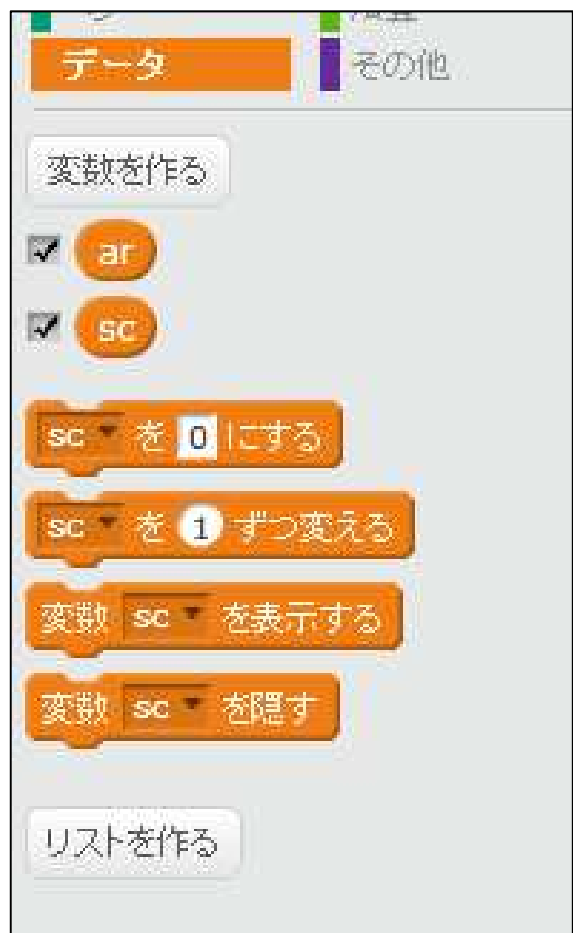 データ
その他
変数を作る
ar
sc
sc を 0 にする
sc を 1 ずつ変える
変数 sc を表示する
変数 sc を隠す
リストを作る